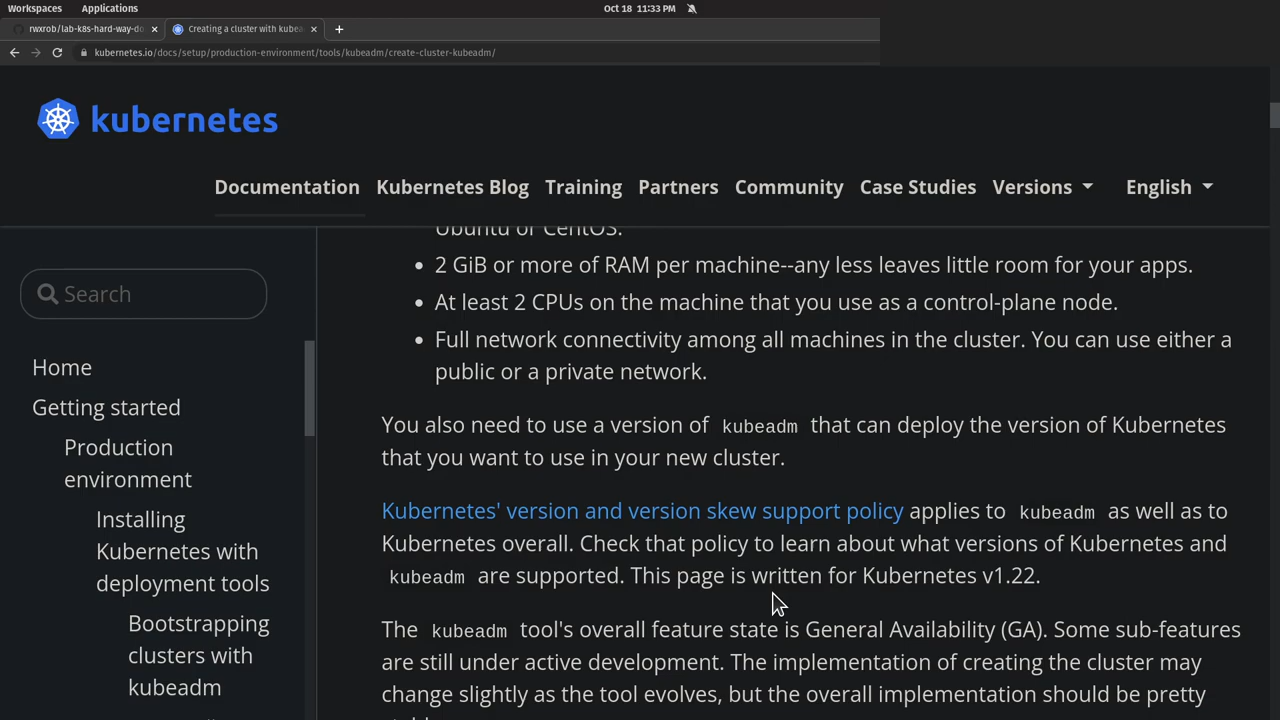 Workspaces Applications Oct 18 11:33 PM
rwxrob/lab-k8s-hard-way-do × Creating a cluster with kubea × +
kubernetes.io/docs/setup/production-environment/tools/kubeadm/create-cluster-kubeadm/
kubernetes
Documentation Kubernetes Blog Training Partners Community Case Studies Versions English
Search
Home
Getting started
Production
environment
Installing
Kubernetes with
deployment tools
Bootstrapping
clusters with
kubeadm
Ubuntu or CentOS.
• 2 GiB or more of RAM per machine--any less leaves little room for your apps.
• At least 2 CPUs on the machine that you use as a control-plane node.
• Full network connectivity among all machines in the cluster. You can use either a
public or a private network.
You also need to use a version of kubeadm that can deploy the version of Kubernetes
that you want to use in your new cluster.
Kubernetes' version and version skew support policy applies to kubeadm as well as to
Kubernetes overall. Check that policy to learn about what versions of Kubernetes and
kubeadm are supported. This page is written for Kubernetes v1.22.
The kubeadm tool's overall feature state is General Availability (GA). Some sub-features
are still under active development. The implementation of creating the cluster may
change slightly as the tool evolves, but the overall implementation should be pretty